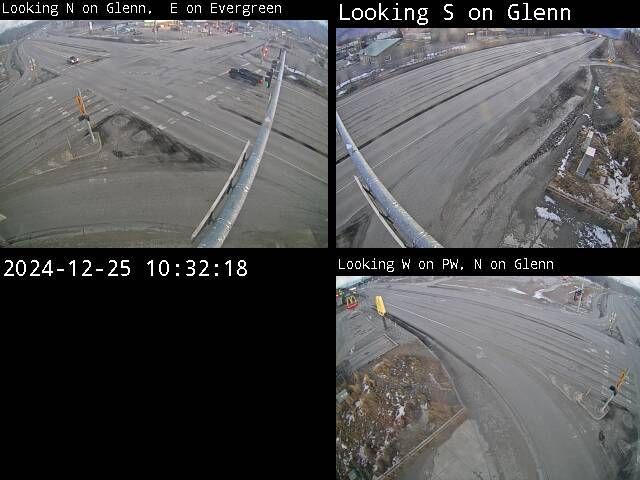 Looking N on Glenn,  E on Evergreen
Looking S on Glenn
2024-12-25 10:32:18
Looking W on PW, N on Glenn